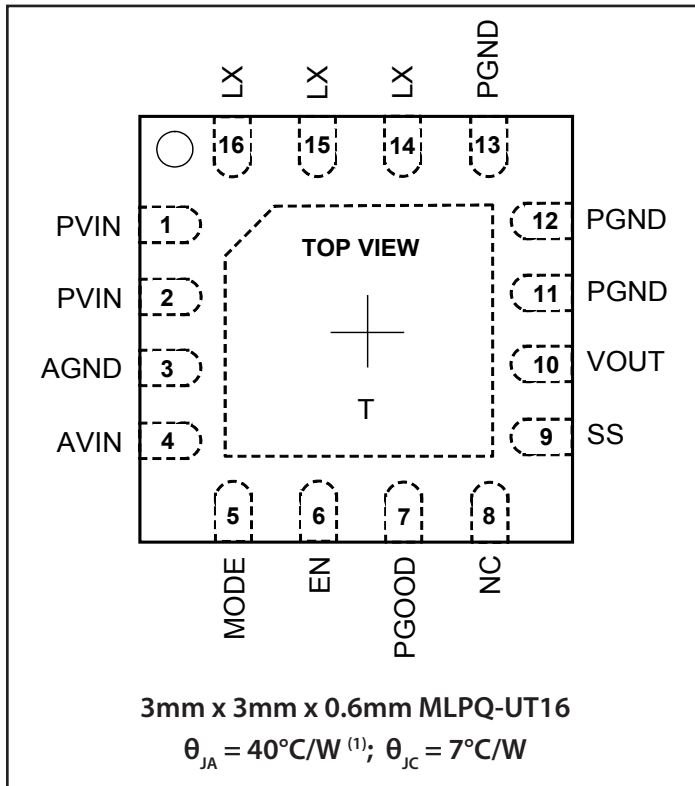 LX LX LX PGND
16 15 14 13
PVIN 1 12 PGND
TOP VIEW
PVIN 2 11 PGND
AGND 3 10 VOUT
T
AVIN 4 9 SS
5 6 7 8
MODE EN PGOOD NC
3mm x 3mm x 0.6mm MLPQ-UT16
θJA = 40°C/W (1); θJC = 7°C/W